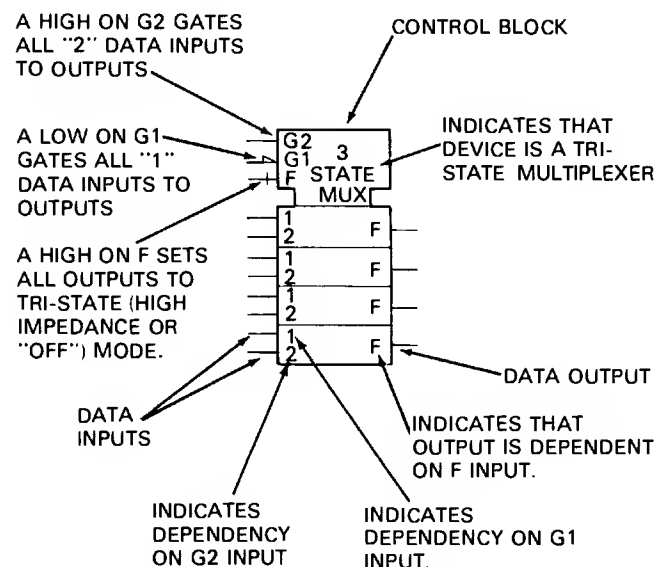 A HIGH ON G2 GATES
ALL "2" DATA INPUTS
TO OUTPUTS
CONTROL BLOCK
A LOW ON G1
GATES ALL "1"
DATA INPUTS TO
OUTPUTS
G2
G1
F
3
STATE
MUX
INDICATES THAT
DEVICE IS A TRI-
STATE MULTIPLEXER
A HIGH ON F SETS
ALL OUTPUTS TO
TRI-STATE (HIGH
IMPEDANCE OR
"OFF") MODE.
1
2
F
1
2
F
1
2
F
1
2
F
DATA
INPUTS
DATA OUTPUT
INDICATES THAT
OUTPUT IS DEPENDENT
ON F INPUT.
INDICATES
DEPENDENCY
ON G2 INPUT
INDICATES
DEPENDENCY ON G1
INPUT.